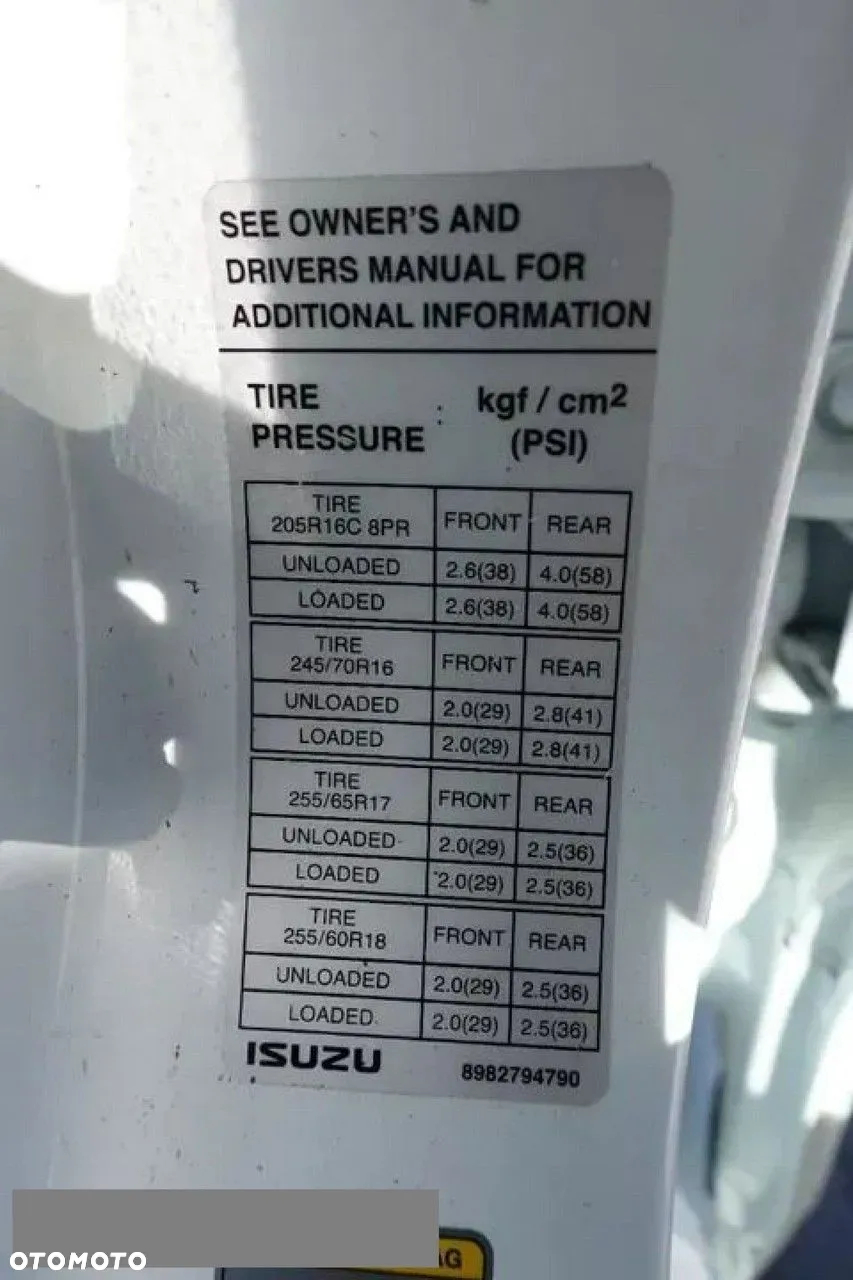 SEE OWNER'S AND
DRIVERS MANUAL FOR
ADDITIONAL INFORMATION
TIRE PRESSURE : kgf / cm2 (PSI)
TIRE 205R16C 8PR FRONT REAR
UNLOADED 2.6(38) 4.0(58)
LOADED 2.6(38) 4.0(58)
TIRE 245/70R16 FRONT REAR
UNLOADED 2.0(29) 2.8(41)
LOADED 2.0(29) 2.8(41)
TIRE 255/65R17 FRONT REAR
UNLOADED 2.0(29) 2.5(36)
LOADED 2.0(29) 2.5(36)
TIRE 255/60R18 FRONT REAR
UNLOADED 2.0(29) 2.5(36)
LOADED 2.0(29) 2.5(36)
ISUZU 8982794790
AG
OTOMOTO